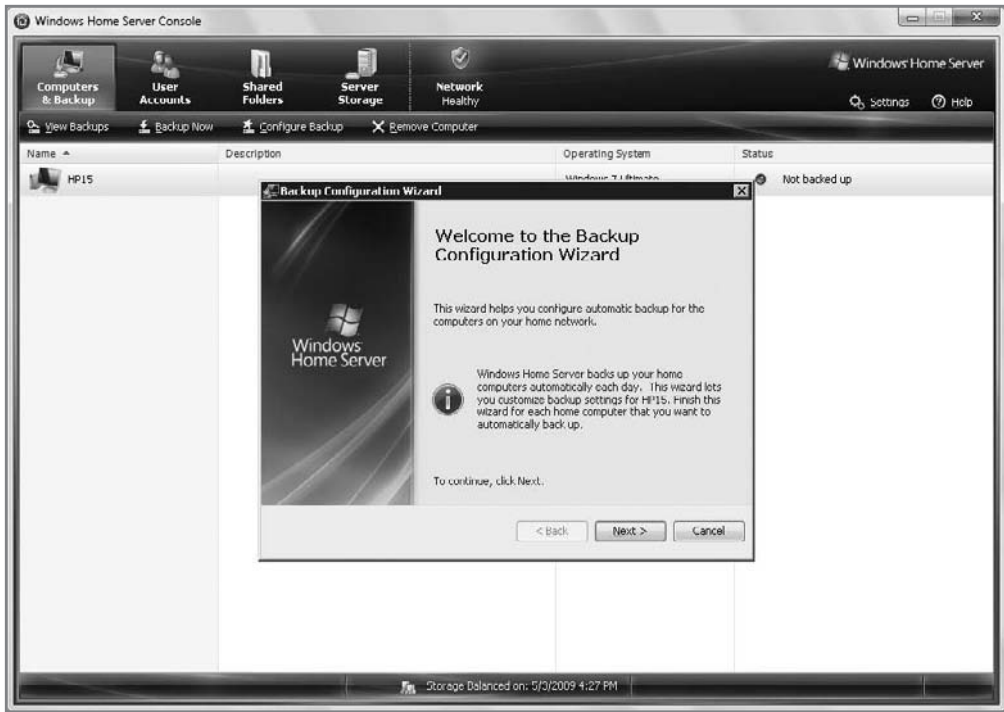 Windows Home Server Console
Computers & Backup
User Accounts
Shared Folders
Server Storage
Network
Healthy
Windows Home Server
Settings
Help
View Backups
Backup Now
Configure Backup
Remove Computer
Name
Description
Operating System
Status
HP15
Windows 7 Ultimate
Not backed up
Backup Configuration Wizard
Welcome to the Backup
Configuration Wizard
This wizard helps you configure automatic backup for the
computers on your home network.
Windows
Home Server
Windows Home Server backs up your home
computers automatically each day. This wizard lets
you customize backup settings for HP15. Finish this
wizard for each home computer that you want to
automatically back up.
To continue, click Next.
< Back
Next >
Cancel
Storage Balanced on: 5/3/2009 4:27 PM